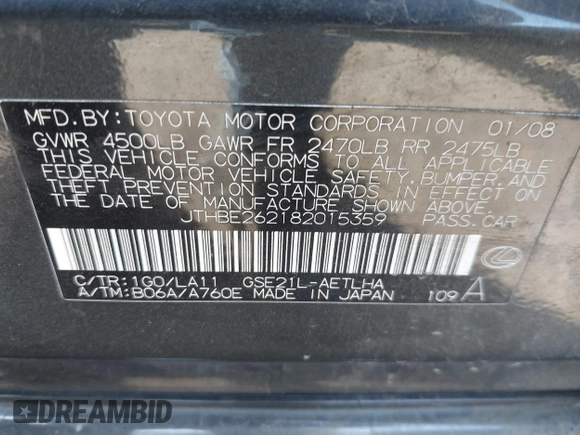 MFD.BY:TOYOTA MOTOR CORPORATION 01/08
GVWR 4500LB GAWR FR 2470LB RR 2475LB
THIS VEHICLE CONFORMS TO ALL APPLICABLE
FEDERAL MOTOR VEHICLE SAFETY, BUMPER, AND
THEFT PREVENTION STANDARDS IN EFFECT ON
THE DATE OF MANUFACTURE SHOWN ABOVE.
JTHBE262182015359 PASS.CAR
C/TR:1G0/LA11 GSE21L-AETLHA
A/TM:B06A/A760E MADE IN JAPAN 109 A
DREAMBID